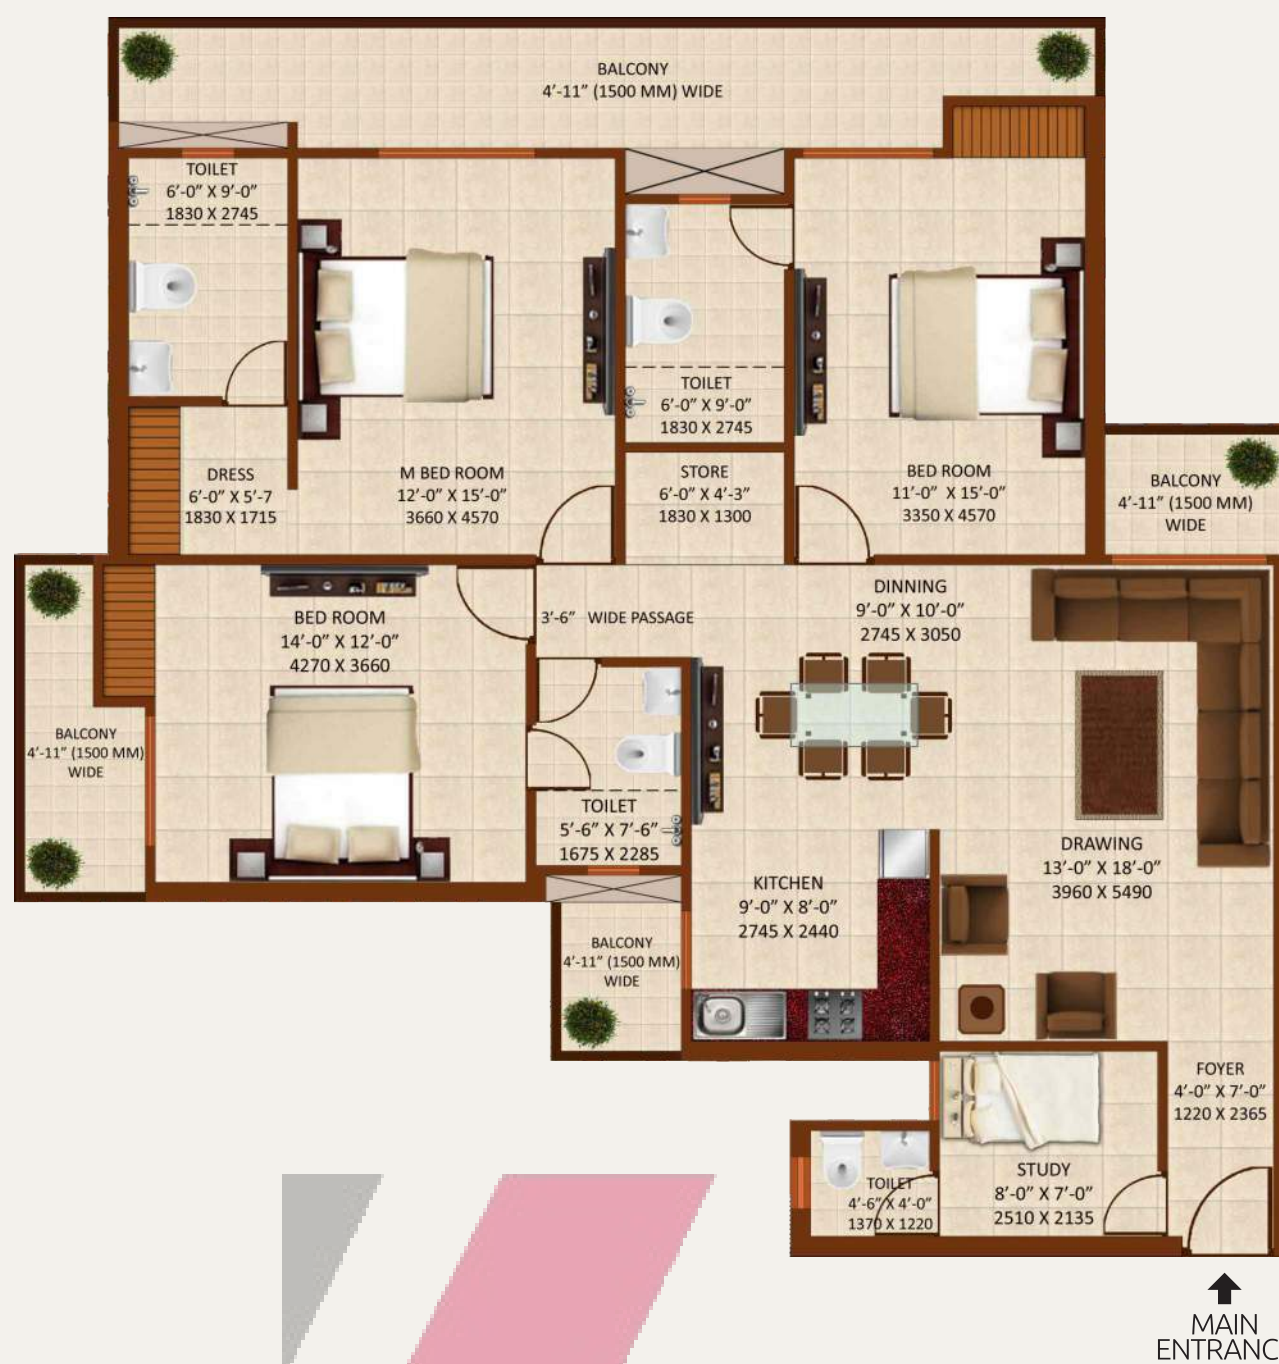 BALCONY
4'-11" (1500 MM) WIDE
TOILET
6'-0" X 9'-0"
1830 X 2745
TOILET
6'-0" X 9'-0"
1830 X 2745
DRESS
6'-0" X 5'-7
1830 X 1715
M BED ROOM
12'-0" X 15'-0"
3660 X 4570
STORE
6'-0" X 4'-3"
1830 X 1300
BED ROOM
11'-0" X 15'-0"
3350 X 4570
BALCONY
4'-11" (1500 MM)
WIDE
BED ROOM
14'-0" X 12'-0"
4270 X 3660
3'-6" WIDE PASSAGE
DINNING
9'-0" X 10'-0"
2745 X 3050
BALCONY
4'-11" (1500 MM)
WIDE
TOILET
5'-6" X 7'-6"
1675 X 2285
DRAWING
13'-0" X 18'-0"
3960 X 5490
KITCHEN
9'-0" X 8'-0"
2745 X 2440
BALCONY
4'-11" (1500 MM)
WIDE
FOYER
4'-0" X 7'-0"
1220 X 2365
TOILET
4'-6" X 4'-0"
1370 X 1220
STUDY
8'-0" X 7'-0"
2510 X 2135
MAIN
ENTRANC